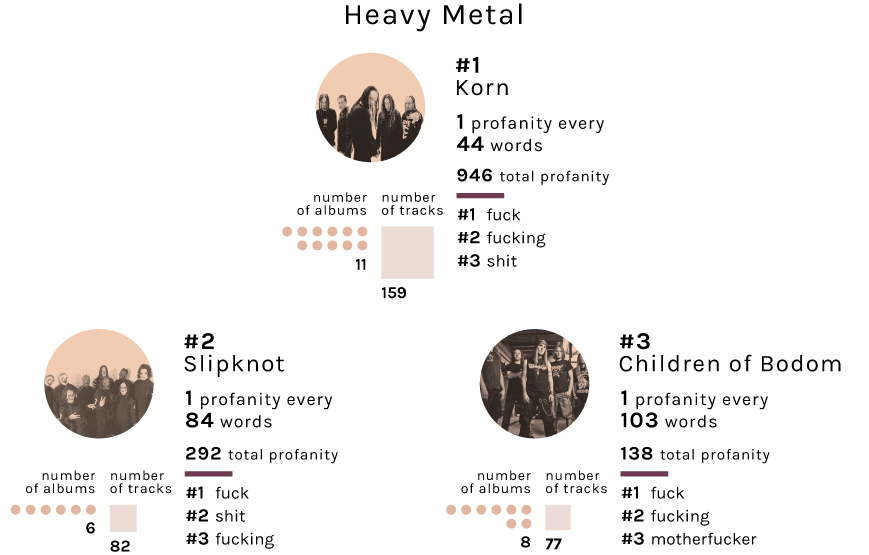 Heavy Metal
#1
Korn
1 profanity every
44 words
946 total profanity
#1 fuck
#2 fucking
#3 shit
number of albums
11
number of tracks
159
#2
Slipknot
1 profanity every
84 words
292 total profanity
#1 fuck
#2 shit
#3 fucking
number of albums
6
number of tracks
82
#3
Children of Bodom
1 profanity every
103 words
138 total profanity
#1 fuck
#2 fucking
#3 motherfucker
number of albums
8
number of tracks
77